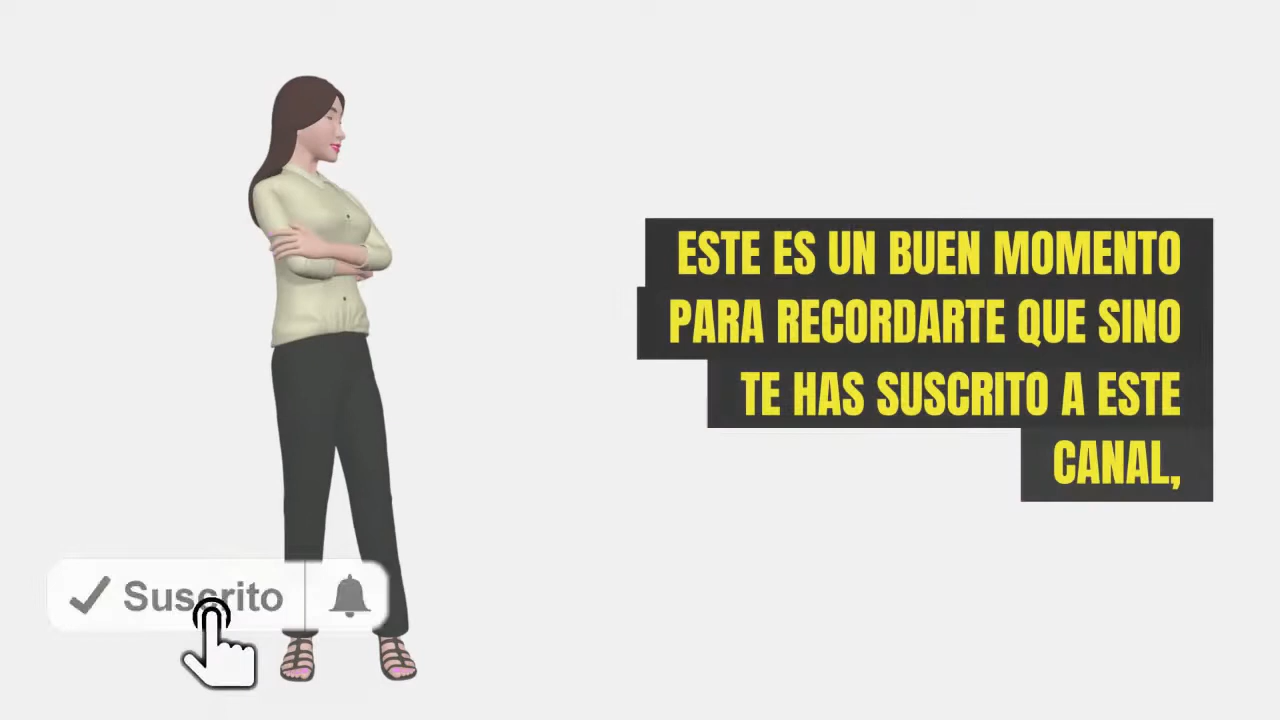 ESTE ES UN BUEN MOMENTO
PARA RECORDARTE QUE SINO
TE HAS SUSCRITO A ESTE
CANAL,
Suscrito